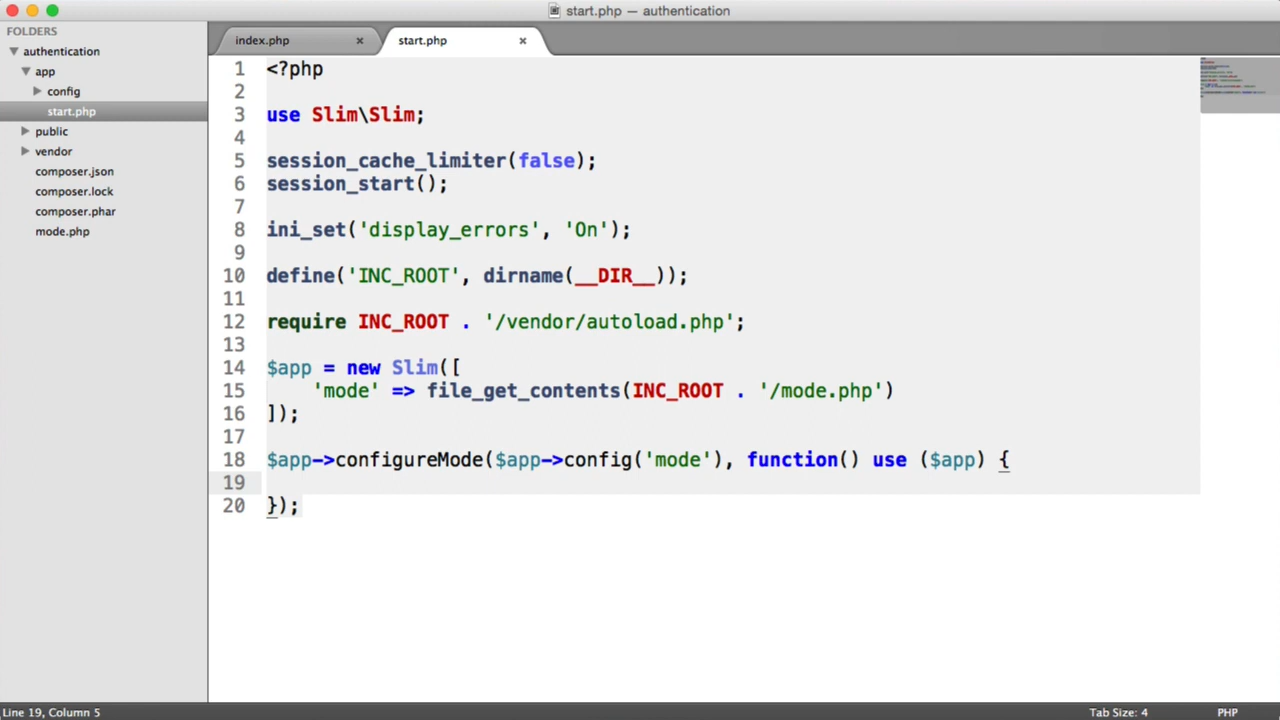 start.php — authentication
FOLDERS
authentication
app
config
start.php
public
vendor
composer.json
composer.lock
composer.phar
mode.php
index.php ×
start.php ×
1 <?php
2
3 use Slim\Slim;
4
5 session_cache_limiter(false);
6 session_start();
7
8 ini_set('display_errors', 'On');
9
10 define('INC_ROOT', dirname(__DIR__));
11
12 require INC_ROOT . '/vendor/autoload.php';
13
14 $app = new Slim([
15     'mode' => file_get_contents(INC_ROOT . '/mode.php')
16 ]);
17
18 $app->configureMode($app->config('mode'), function() use ($app) {
19
20 });
Line 19, Column 5
Tab Size: 4
PHP